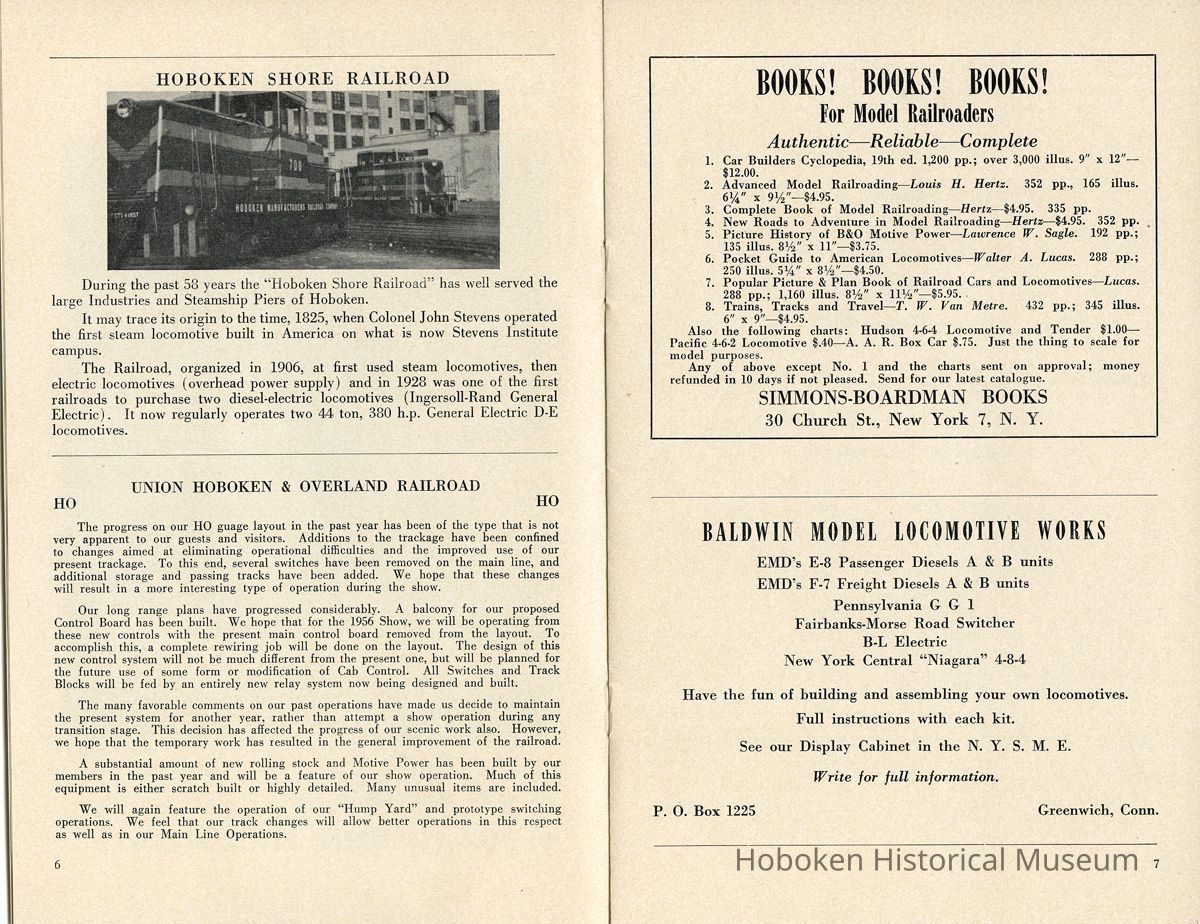 HOBOKEN SHORE RAILROAD
700
HOBOKEN MANUFACTURERS RAILROAD COMPANY
During the past 58 years the “Hoboken Shore Railroad” has well served the
large Industries and Steamship Piers of Hoboken.
It may trace its origin to the time, 1825, when Colonel John Stevens operated
the first steam locomotive built in America on what is now Stevens Institute
campus.
The Railroad, organized in 1906, at first used steam locomotives, then
electric locomotives (overhead power supply) and in 1928 was one of the first
railroads to purchase two diesel-electric locomotives (Ingersoll-Rand General
Electric). It now regularly operates two 44 ton, 380 h.p. General Electric D-E
locomotives.
UNION HOBOKEN & OVERLAND RAILROAD
HO HO
The progress on our HO guage layout in the past year has been of the type that is not
very apparent to our guests and visitors. Additions to the trackage have been confined
to changes aimed at eliminating operational difficulties and the improved use of our
present trackage. To this end, several switches have been removed on the main line, and
additional storage and passing tracks have been added. We hope that these changes
will result in a more interesting type of operation during the show.
Our long range plans have progressed considerably. A balcony for our proposed
Control Board has been built. We hope that for the 1956 Show, we will be operating from
these new controls with the present main control board removed from the layout. To
accomplish this, a complete rewiring job will be done on the layout. The design of this
new control system will not be much different from the present one, but will be planned for
the future use of some form or modification of Cab Control. All Switches and Track
Blocks will be fed by an entirely new relay system now being designed and built.
The many favorable comments on our past operations have made us decide to maintain
the present system for another year, rather than attempt a show operation during any
transition stage. This decision has affected the progress of our scenic work also. However,
we hope that the temporary work has resulted in the general improvement of the railroad.
A substantial amount of new rolling stock and Motive Power has been built by our
members in the past year and will be a feature of our show operation. Much of this
equipment is either scratch built or highly detailed. Many unusual items are included.
We will again feature the operation of our “Hump Yard” and prototype switching
operations. We feel that our track changes will allow better operations in this respect
as well as in our Main Line Operations.
6
BOOKS! BOOKS! BOOKS!
For Model Railroaders
Authentic—Reliable—Complete
1. Car Builders Cyclopedia, 19th ed. 1,200 pp.; over 3,000 illus. 9″ x 12″—
$12.00.
2. Advanced Model Railroading—Louis H. Hertz. 352 pp., 165 illus.
6¼″ x 9½″—$4.95.
3. Complete Book of Model Railroading—Hertz—$4.95. 335 pp.
4. New Roads to Adventure in Model Railroading—Hertz—$4.95. 352 pp.
5. Picture History of B&O Motive Power—Lawrence W. Sagle. 192 pp.;
135 illus. 8½″ x 11″—$3.75.
6. Pocket Guide to American Locomotives—Walter A. Lucas. 288 pp.;
250 illus. 5¼″ x 8½″—$4.50.
7. Popular Picture & Plan Book of Railroad Cars and Locomotives—Lucas.
288 pp.; 1,160 illus. 8½″ x 11½″—$5.95.
8. Trains, Tracks and Travel—T. W. Van Metre. 432 pp.; 345 illus.
6″ x 9″—$4.95.
Also the following charts: Hudson 4-6-4 Locomotive and Tender $1.00—
Pacific 4-6-2 Locomotive $.40—A. A. R. Box Car $.75. Just the thing to scale for
model purposes.
Any of above except No. 1 and the charts sent on approval; money
refunded in 10 days if not pleased. Send for our latest catalogue.
SIMMONS-BOARDMAN BOOKS
30 Church St., New York 7, N. Y.
BALDWIN MODEL LOCOMOTIVE WORKS
EMD's E-8 Passenger Diesels A & B units
EMD's F-7 Freight Diesels A & B units
Pennsylvania G G 1
Fairbanks-Morse Road Switcher
B-L Electric
New York Central “Niagara” 4-8-4
Have the fun of building and assembling your own locomotives.
Full instructions with each kit.
See our Display Cabinet in the N. Y. S. M. E.
Write for full information.
P. O. Box 1225 Greenwich, Conn.
Hoboken Historical Museum
7